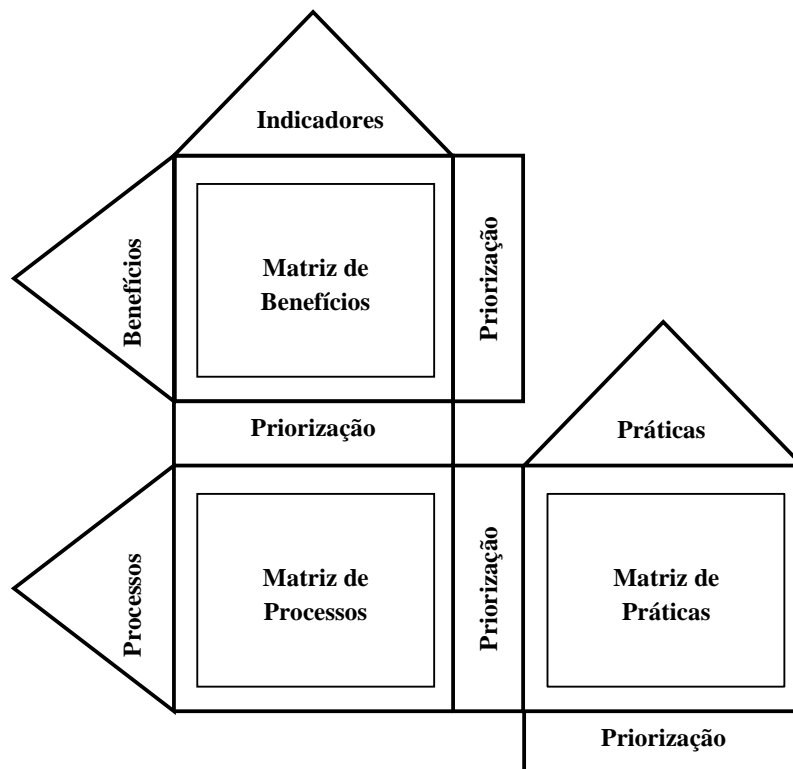 Indicadores
Benefícios
Matriz de
Benefícios
Priorização
Priorização
Práticas
Processos
Matriz de
Processos
Priorização
Matriz de
Práticas
Priorização